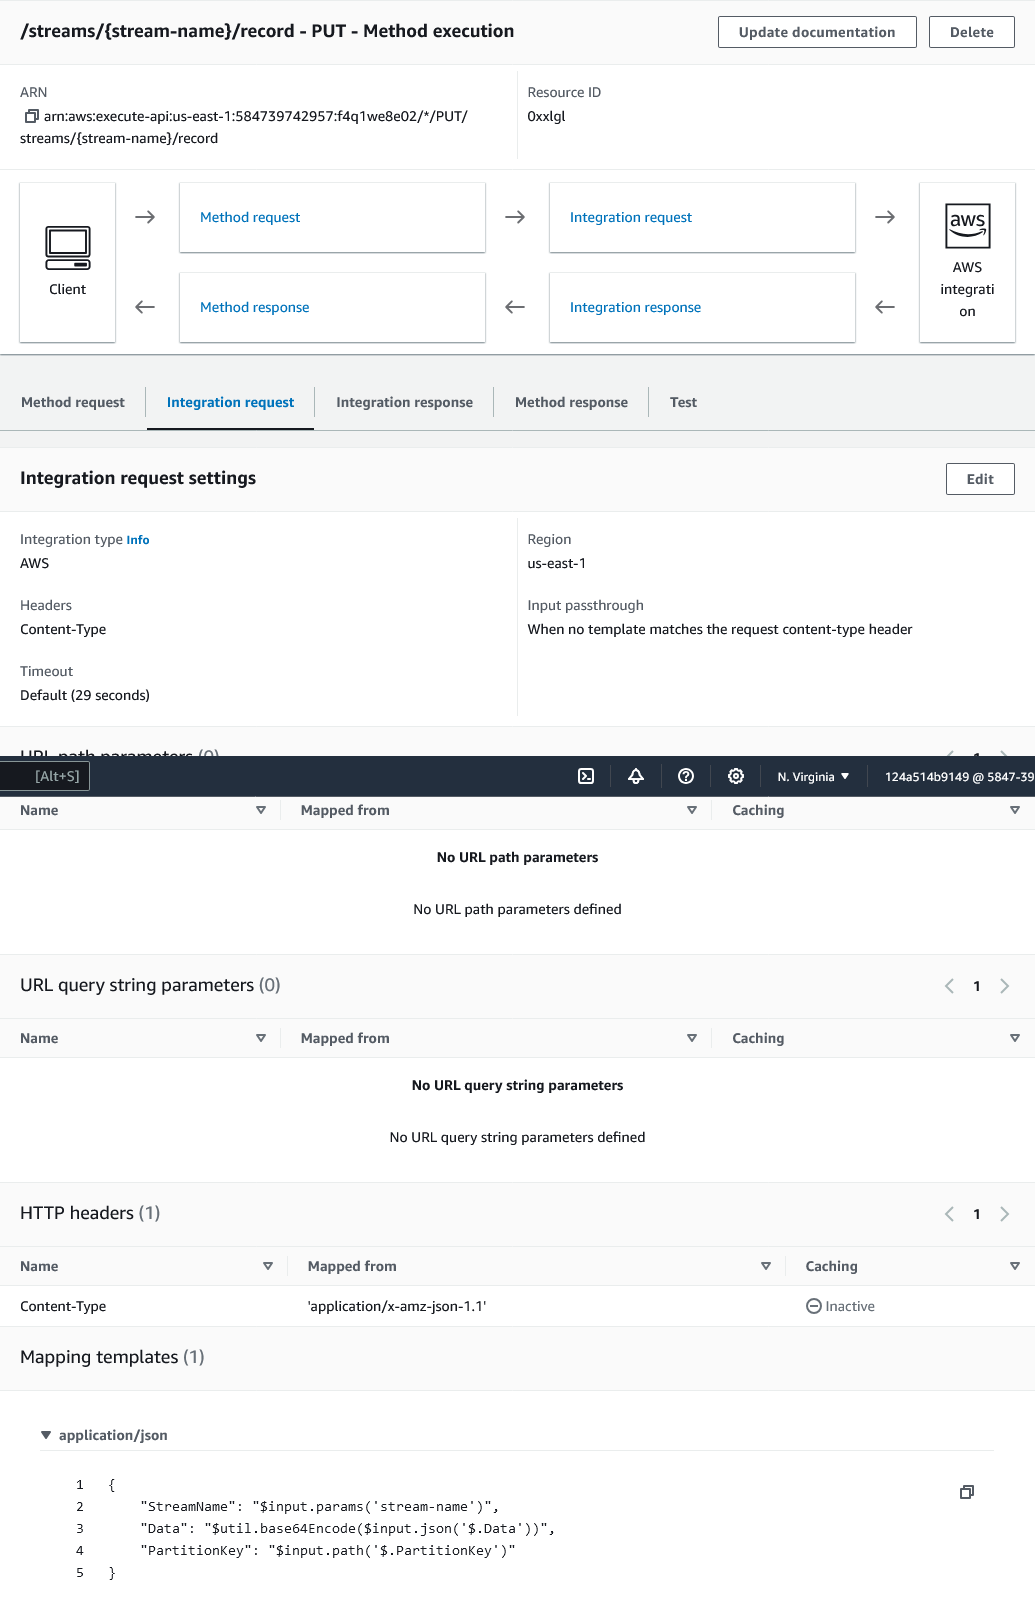 /streams/{stream-name}/record - PUT - Method execution
Update documentation
Delete
ARN
arn:aws:execute-api:us-east-1:584739742957:f4q1we8e02/*/PUT/
streams/{stream-name}/record
Resource ID
0xxlgl
Client
Method request
Integration request
Method response
Integration response
aws
AWS
integrati
on
Method request
Integration request
Integration response
Method response
Test
Integration request settings
Edit
Integration type Info
AWS
Region
us-east-1
Headers
Content-Type
Input passthrough
When no template matches the request content-type header
Timeout
Default (29 seconds)
URL path parameters (0)
1
[Alt+S]
N. Virginia
124a514b9149 @ 5847-39
Name
Mapped from
Caching
No URL path parameters
No URL path parameters defined
URL query string parameters (0)
1
Name
Mapped from
Caching
No URL query string parameters
No URL query string parameters defined
HTTP headers (1)
1
Name
Mapped from
Caching
Content-Type
'application/x-amz-json-1.1'
Inactive
Mapping templates (1)
application/json
1 {
2 "StreamName": "$input.params('stream-name')",
3 "Data": "$util.base64Encode($input.json('$.Data'))",
4 "PartitionKey": "$input.path('$.PartitionKey')"
5 }